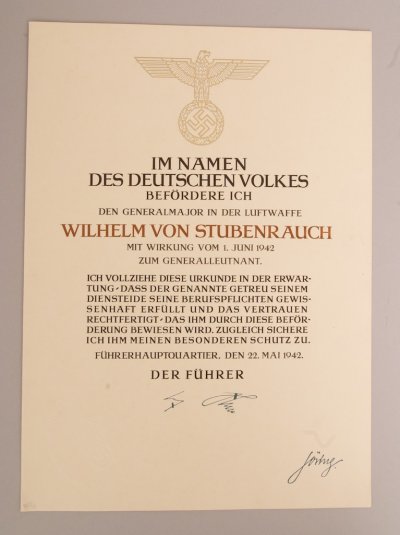 IM NAMEN
DES DEUTSCHEN VOLKES
BEFÖRDERE ICH
DEN GENERALMAJOR IN DER LUFTWAFFE
WILHELM VON STUBENRAUCH
MIT WIRKUNG VOM 1. JUNI 1942
ZUM GENERALLEUTNANT.
ICH VOLLZIEHE DIESE URKUNDE IN DER ERWAR-
TUNG, DASS DER GENANNTE GETREU SEINEM
DIENSTEIDE SEINE BERUFSPFLICHTEN GEWIS-
SENHAFT ERFÜLLT UND DAS VERTRAUEN
RECHTFERTIGT, DAS IHM DURCH DIESE BEFÖR-
DERUNG BEWIESEN WIRD. ZUGLEICH SICHERE
ICH IHM MEINEN BESONDEREN SCHUTZ ZU.
FÜHRERHAUPTQUARTIER, DEN 22. MAI 1942.
DER FÜHRER
Göring